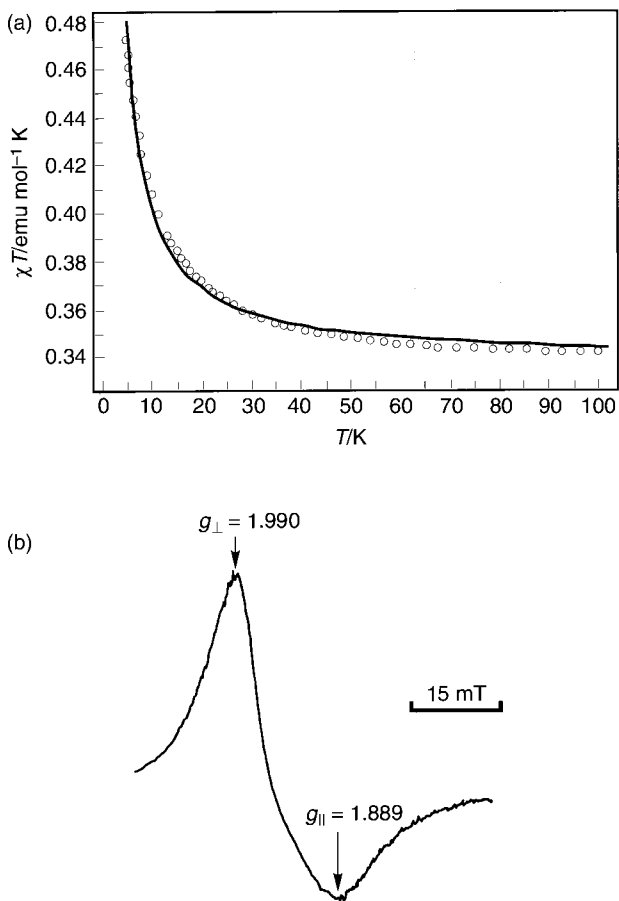 (a)
0.48
0.46
0.44
0.42
0.40
0.38
0.36
0.34
χT/emu mol⁻¹ K
0 10 20 30 40 50 60 70 80 90 100
T/K
(b)
g⊥ = 1.990
15 mT
g∥ = 1.889